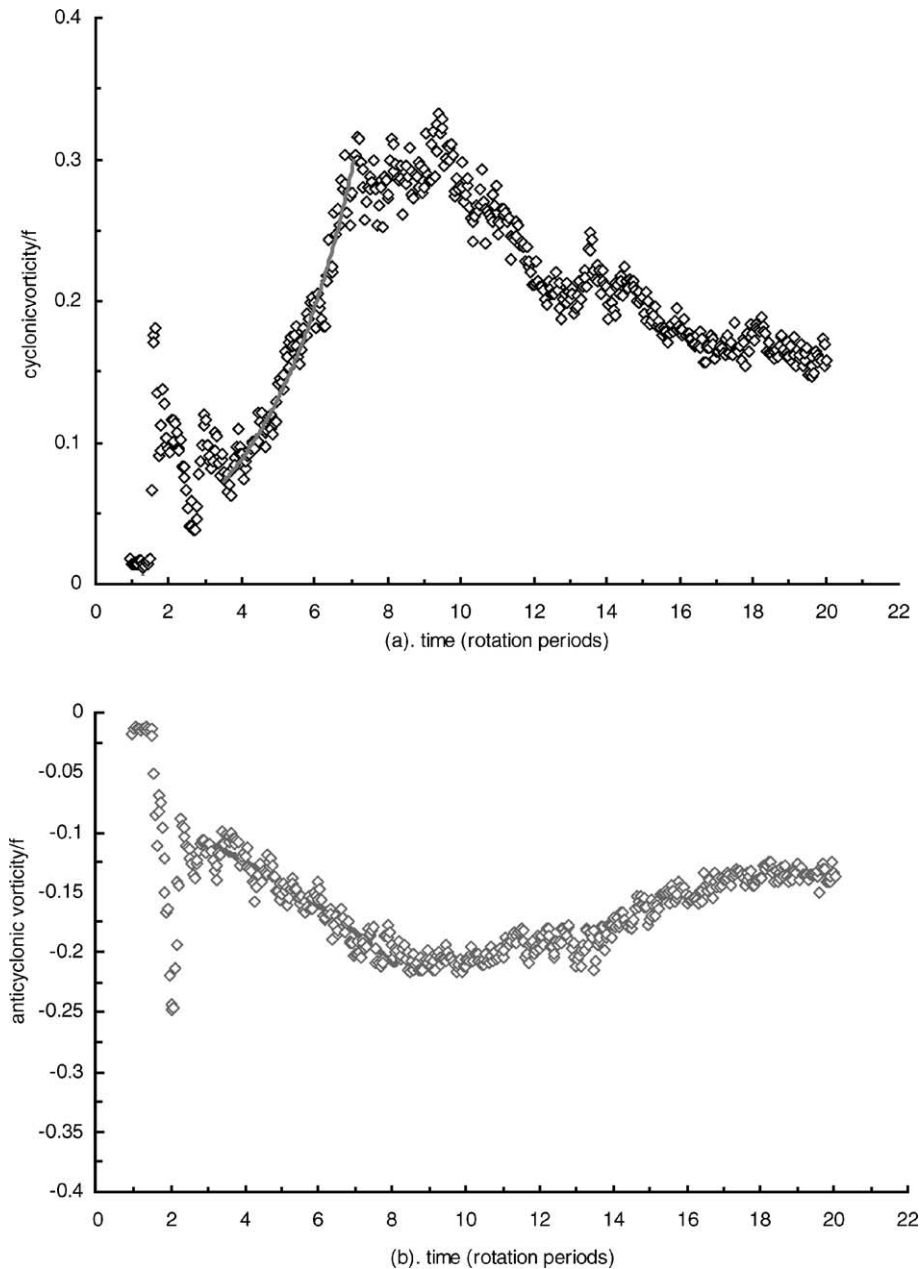 0.4
0.3
0.2
0.1
0
cyclonicvorticity/f
0 2 4 6 8 10 12 14 16 18 20 22
(a). time (rotation periods)
0
-0.05
-0.1
-0.15
-0.2
-0.25
-0.3
-0.35
-0.4
anticyclonic vorticity/f
0 2 4 6 8 10 12 14 16 18 20 22
(b). time (rotation periods)